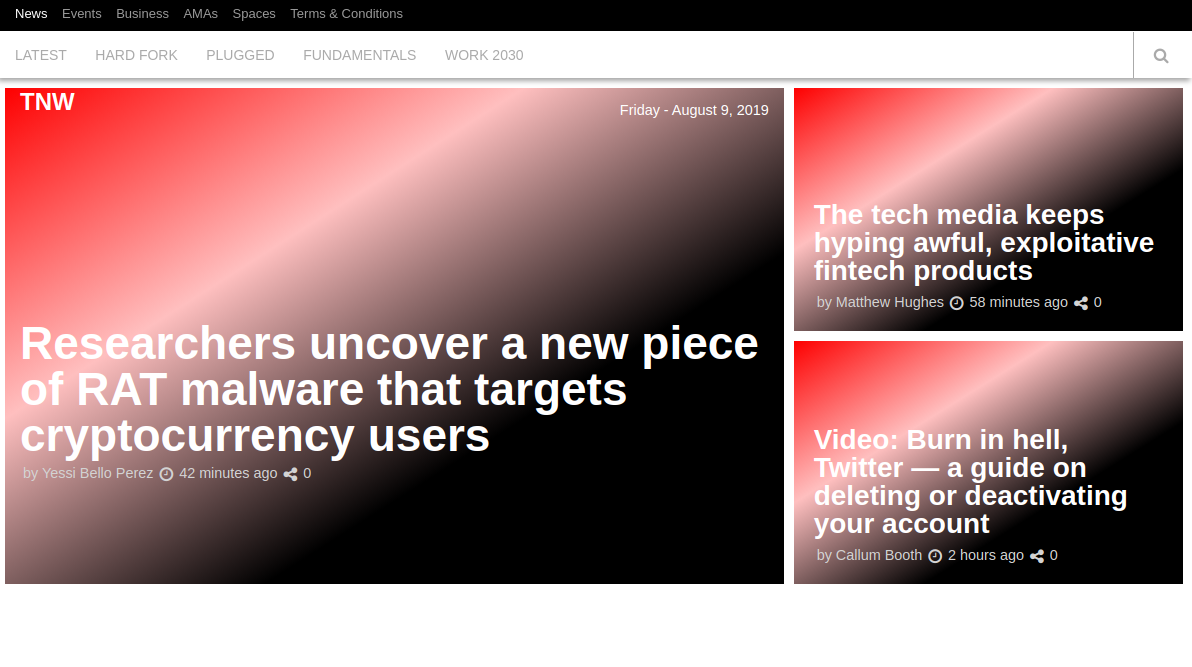 News Events Business AMAs Spaces Terms & Conditions
LATEST HARD FORK PLUGGED FUNDAMENTALS WORK 2030
TNW
Friday - August 9, 2019
Researchers uncover a new piece
of RAT malware that targets
cryptocurrency users
by Yessi Bello Perez 42 minutes ago 0
The tech media keeps
hyping awful, exploitative
fintech products
by Matthew Hughes 58 minutes ago 0
Video: Burn in hell,
Twitter — a guide on
deleting or deactivating
your account
by Callum Booth 2 hours ago 0